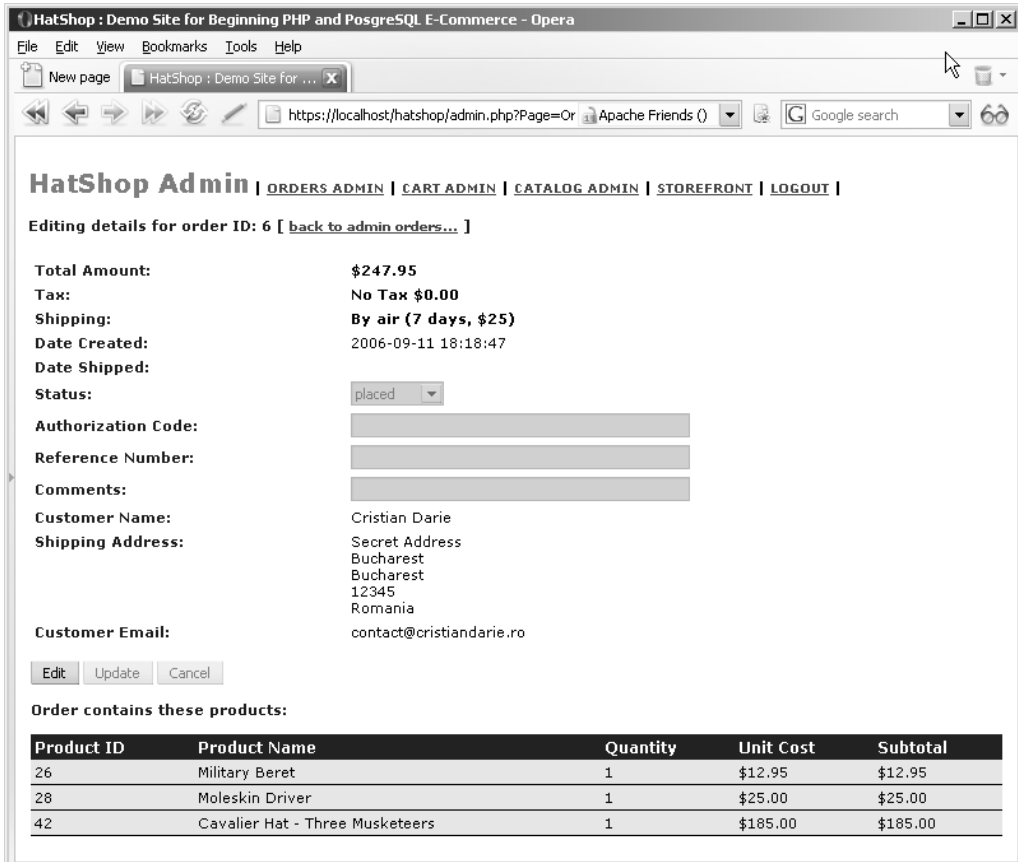 HatShop : Demo Site for Beginning PHP and PosgreSQL E-Commerce - Opera
File Edit View Bookmarks Tools Help
New page HatShop : Demo Site for ...
https://localhost/hatshop/admin.php?Page=Or Apache Friends () G Google search
HatShop Admin | ORDERS ADMIN | CART ADMIN | CATALOG ADMIN | STOREFRONT | LOGOUT |
Editing details for order ID: 6 [ back to admin orders... ]
Total Amount: $247.95
Tax: No Tax $0.00
Shipping: By air (7 days, $25)
Date Created: 2006-09-11 18:18:47
Date Shipped:
Status: placed
Authorization Code:
Reference Number:
Comments:
Customer Name: Cristian Darie
Shipping Address: Secret Address
Bucharest
Bucharest
12345
Romania
Customer Email: contact@cristiandarie.ro
Edit Update Cancel
Order contains these products:
Product ID Product Name Quantity Unit Cost Subtotal
26 Military Beret 1 $12.95 $12.95
28 Moleskin Driver 1 $25.00 $25.00
42 Cavalier Hat - Three Musketeers 1 $185.00 $185.00